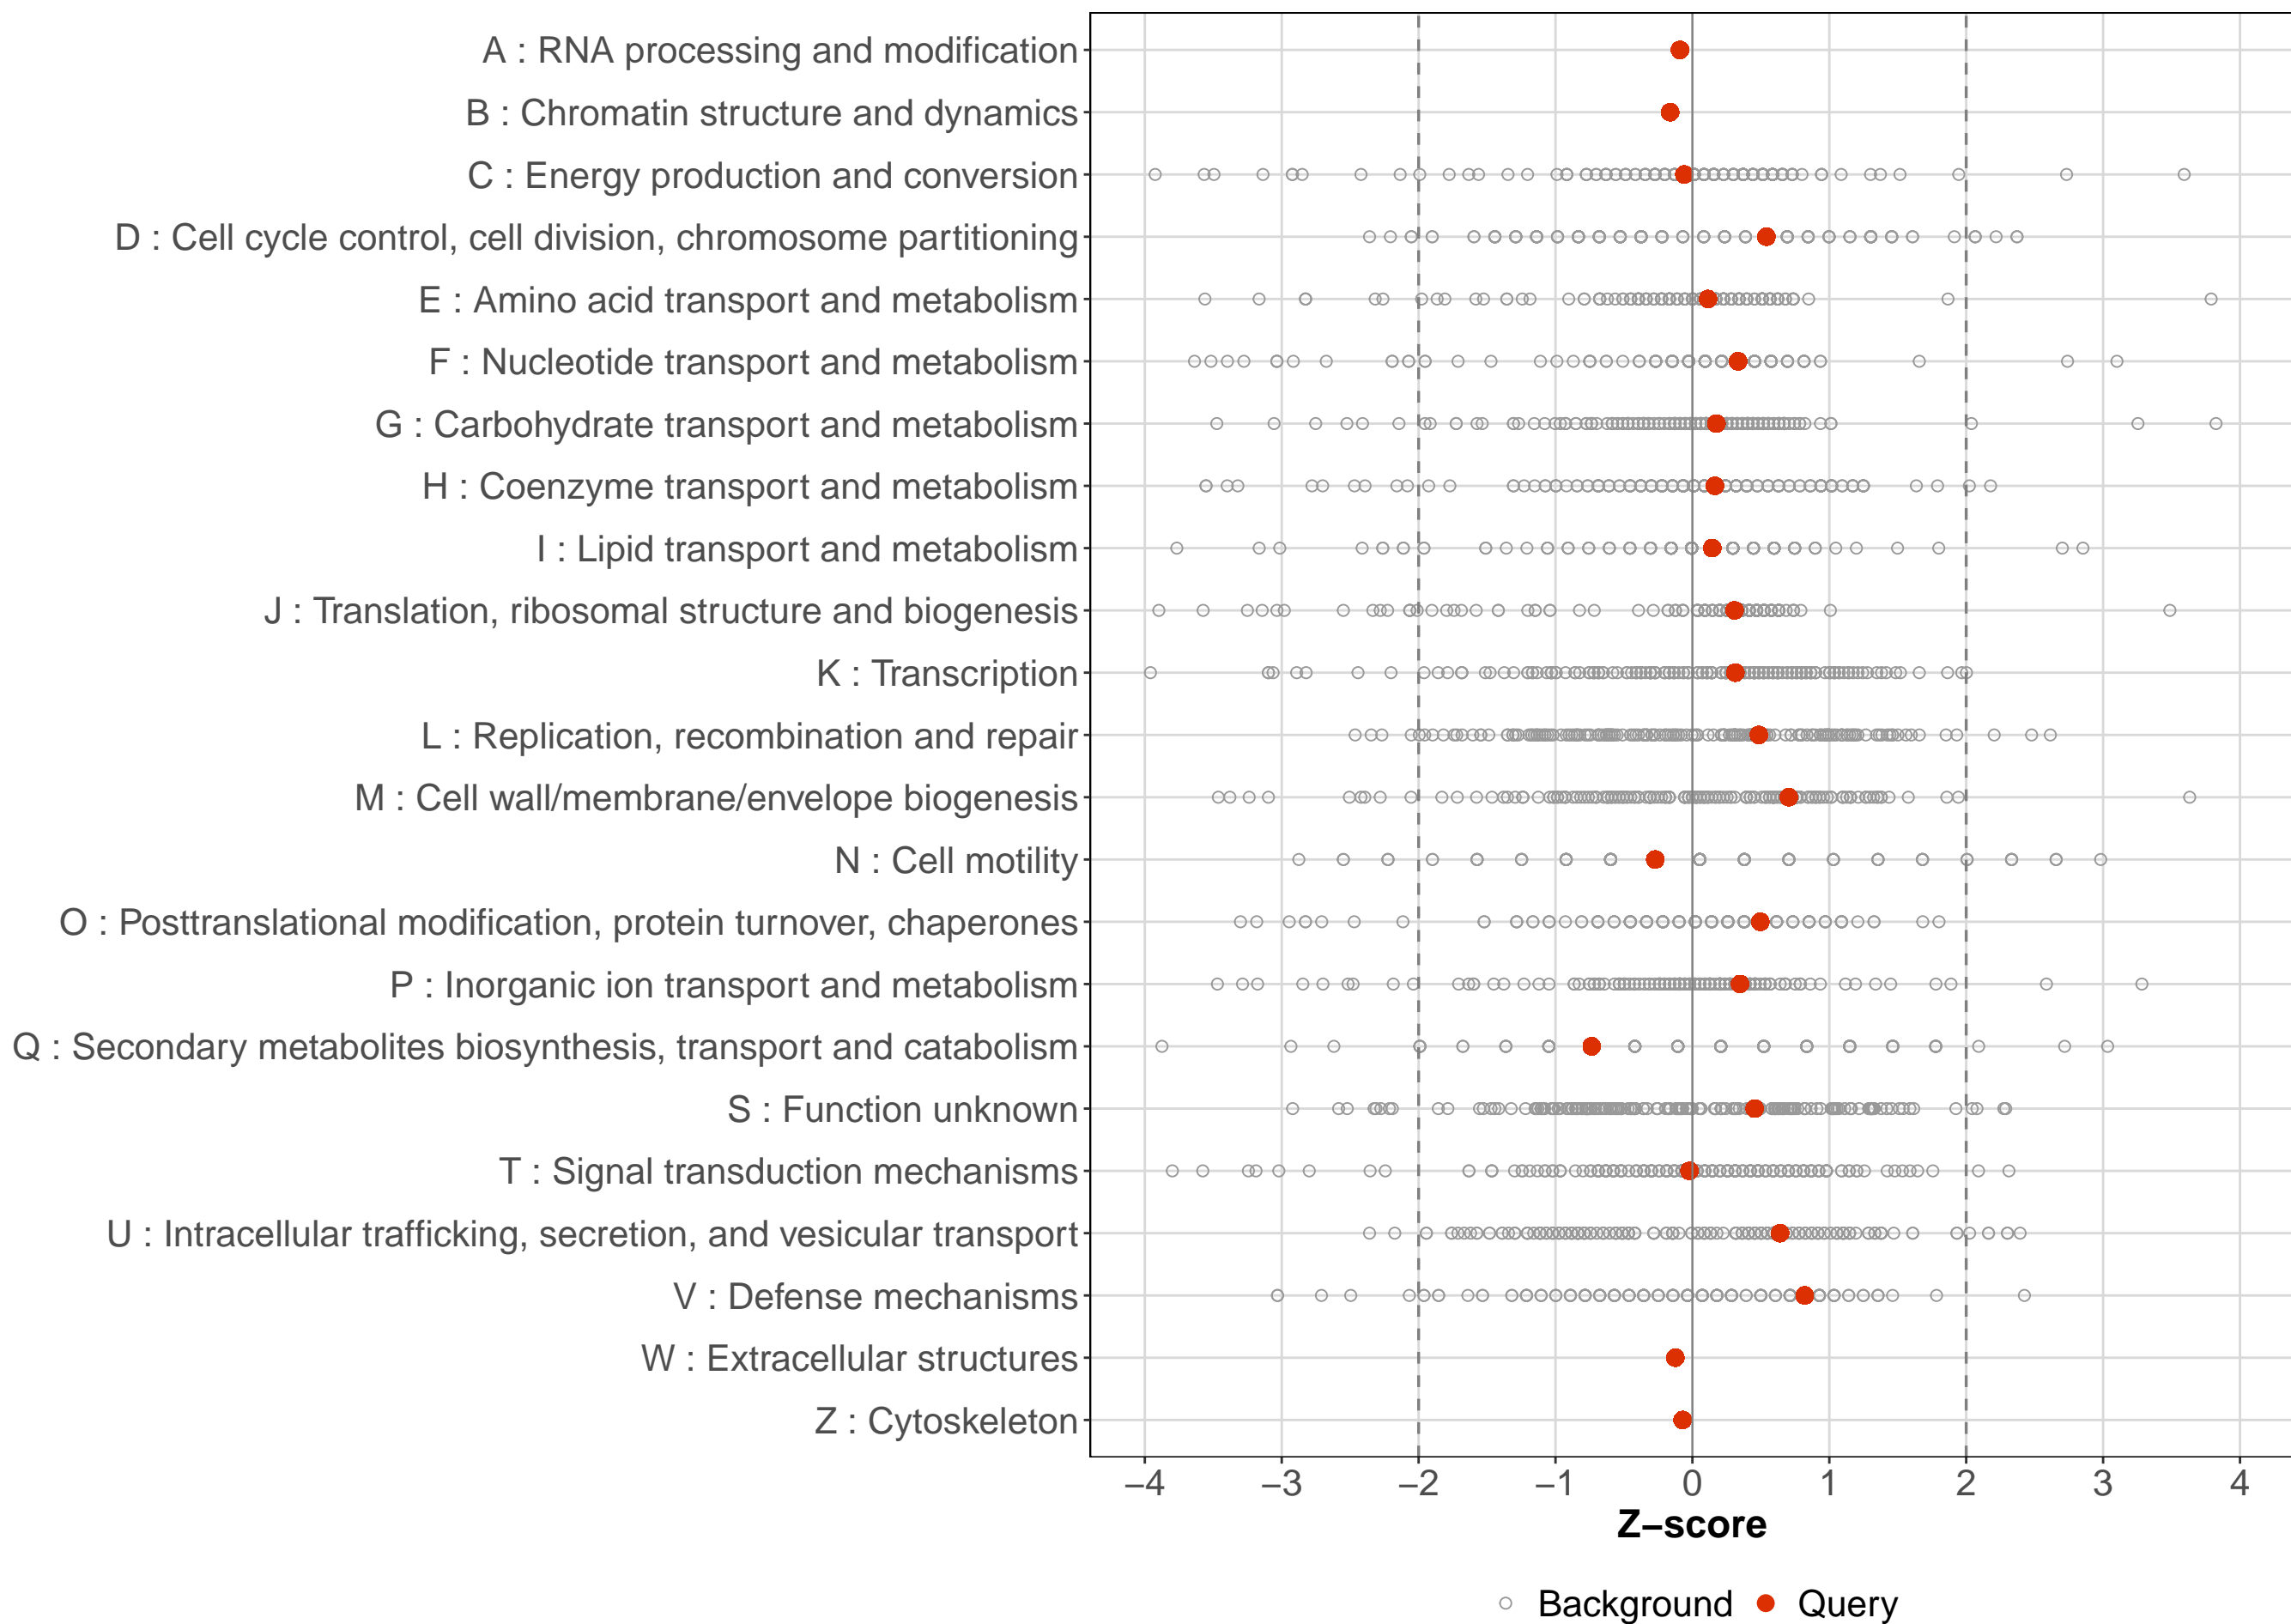 A : RNA processing and modification
B : Chromatin structure and dynamics
C : Energy production and conversion
D : Cell cycle control, cell division, chromosome partitioning
E : Amino acid transport and metabolism
F : Nucleotide transport and metabolism
G : Carbohydrate transport and metabolism
H : Coenzyme transport and metabolism
I : Lipid transport and metabolism
J : Translation, ribosomal structure and biogenesis
K : Transcription
L : Replication, recombination and repair
M : Cell wall/membrane/envelope biogenesis
N : Cell motility
O : Posttranslational modification, protein turnover, chaperones
P : Inorganic ion transport and metabolism
Q : Secondary metabolites biosynthesis, transport and catabolism
S : Function unknown
T : Signal transduction mechanisms
U : Intracellular trafficking, secretion, and vesicular transport
V : Defense mechanisms
W : Extracellular structures
Z : Cytoskeleton
−4 −3 −2 −1 0 1 2 3 4
Z−score
Background Query